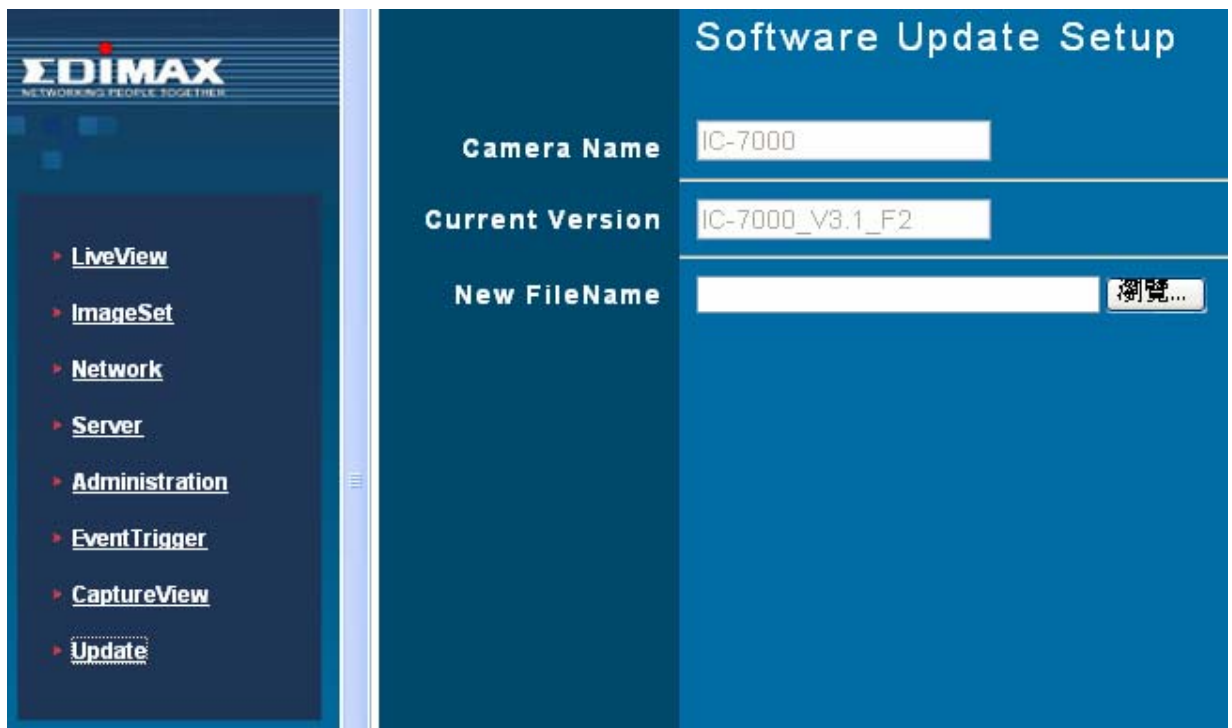 EDIMAX
NETWORKING PEOPLE TOGETHER
LiveView
ImageSet
Network
Server
Administration
EventTrigger
CaptureView
Update
Software Update Setup
Camera Name IC-7000
Current Version IC-7000_V3.1_F2
New FileName 瀏覽...